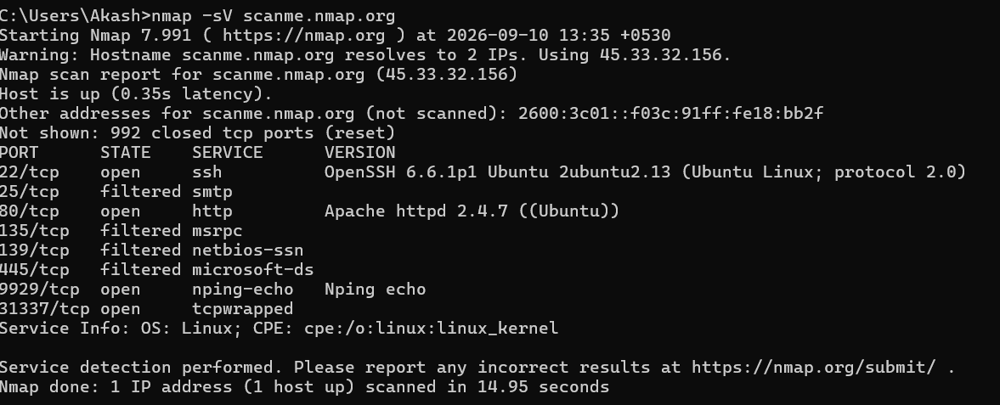 C:\Users\Akash>nmap -sV scanme.nmap.org
Starting Nmap 7.991 ( https://nmap.org ) at 2026-09-10 13:35 +0530
Warning: Hostname scanme.nmap.org resolves to 2 IPs. Using 45.33.32.156.
Nmap scan report for scanme.nmap.org (45.33.32.156)
Host is up (0.35s latency).
Other addresses for scanme.nmap.org (not scanned): 2600:3c01::f03c:91ff:fe18:bb2f
Not shown: 992 closed tcp ports (reset)
PORT      STATE    SERVICE      VERSION
22/tcp    open     ssh          OpenSSH 6.6.1p1 Ubuntu 2ubuntu2.13 (Ubuntu Linux; protocol 2.0)
25/tcp    filtered smtp
80/tcp    open     http         Apache httpd 2.4.7 ((Ubuntu))
135/tcp   filtered msrpc
139/tcp   filtered netbios-ssn
445/tcp   filtered microsoft-ds
9929/tcp  open     nping-echo   Nping echo
31337/tcp open     tcpwrapped
Service Info: OS: Linux; CPE: cpe:/o:linux:linux_kernel

Service detection performed. Please report any incorrect results at https://nmap.org/submit/ .
Nmap done: 1 IP address (1 host up) scanned in 14.95 seconds